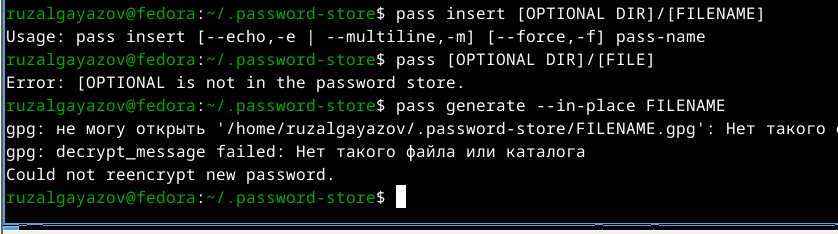 ruzalgayazov@fedora:~/.password-store$ pass insert [OPTIONAL DIR]/[FILENAME]
Usage: pass insert [--echo,-e | --multiline,-m] [--force,-f] pass-name
ruzalgayazov@fedora:~/.password-store$ pass [OPTIONAL DIR]/[FILE]
Error: [OPTIONAL is not in the password store.
ruzalgayazov@fedora:~/.password-store$ pass generate --in-place FILENAME
gpg: не могу открыть '/home/ruzalgayazov/.password-store/FILENAME.gpg': Нет такого
gpg: decrypt_message failed: Нет такого файла или каталога
Could not reencrypt new password.
ruzalgayazov@fedora:~/.password-store$